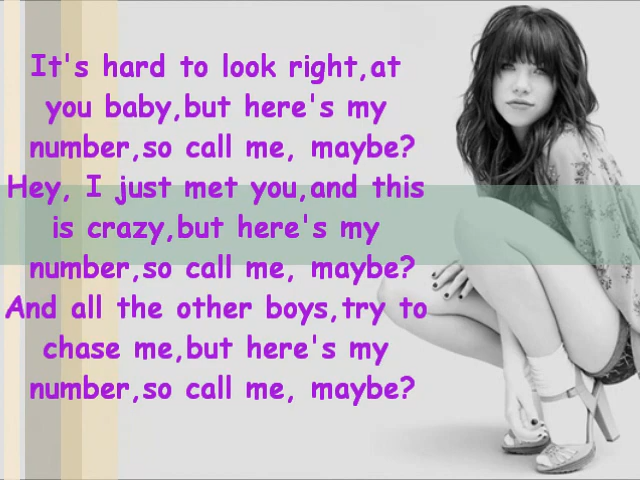 It's hard to look right,at
you baby,but here's my
number,so call me, maybe?
Hey, I just met you,and this
is crazy,but here's my
number,so call me, maybe?
And all the other boys,try to
chase me,but here's my
number,so call me, maybe?